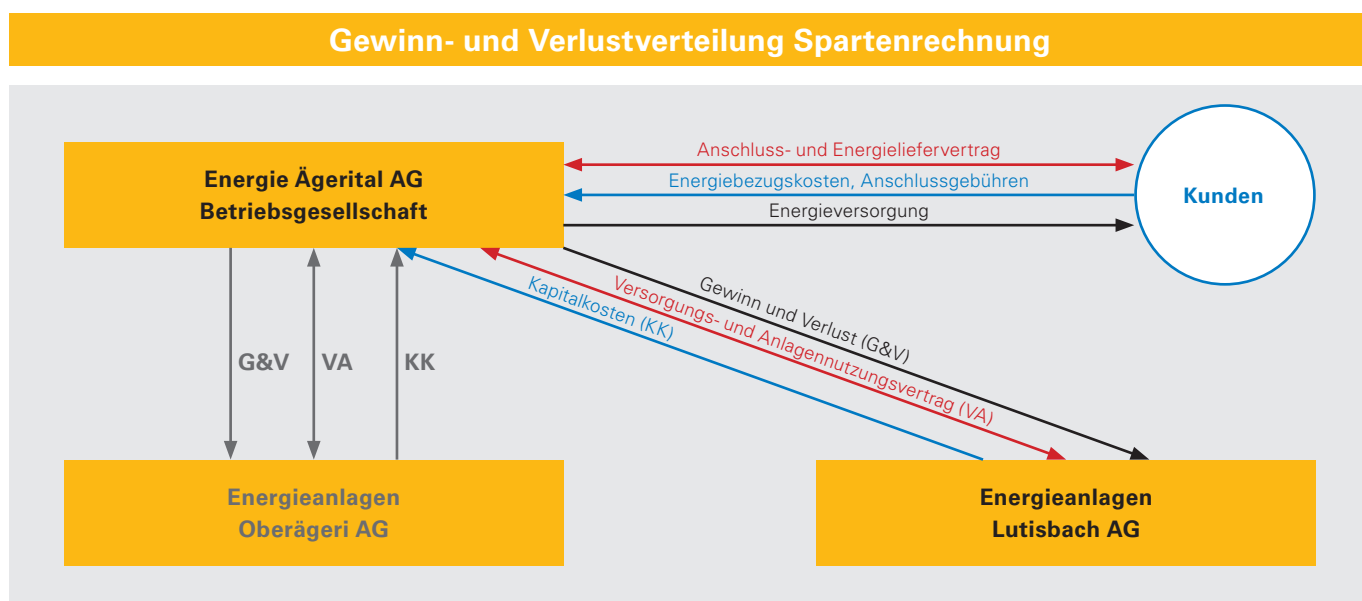 Gewinn- und Verlustverteilung Spartenrechnung
Energie Ägerital AG
Betriebsgesellschaft
Anschluss- und Energieliefervertrag
Energiebezugskosten, Anschlussgebühren
Energieversorgung
Kunden
Gewinn und Verlust (G&V)
Versorgungs- und Anlagennutzungsvertrag (VA)
Kapitalkosten (KK)
G&V
VA
KK
Energieanlagen
Oberägeri AG
Energieanlagen
Lutisbach AG